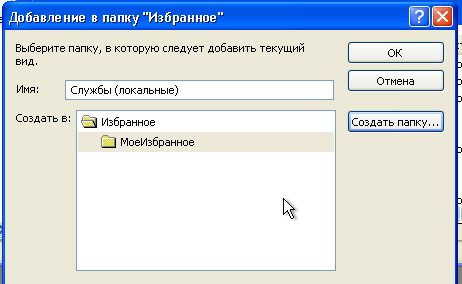 Добавление в папку "Избранное"
Выберите папку, в которую следует добавить текущий
вид.
OK
Отмена
Имя: Службы (локальные)
Создать в: Избранное
Создать папку...
МоеИзбранное